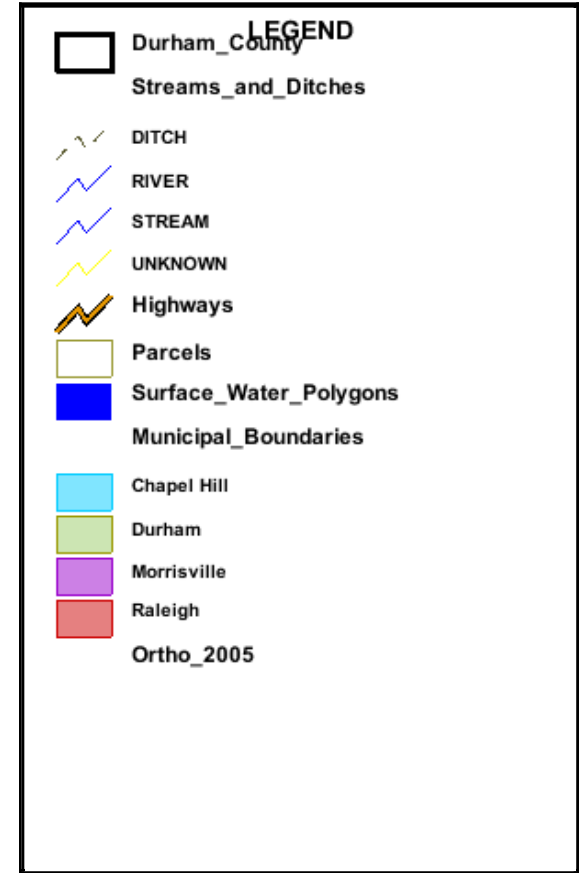 LEGEND
Durham_County
Streams_and_Ditches
DITCH
RIVER
STREAM
UNKNOWN
Highways
Parcels
Surface_Water_Polygons
Municipal_Boundaries
Chapel Hill
Durham
Morrisville
Raleigh
Ortho_2005